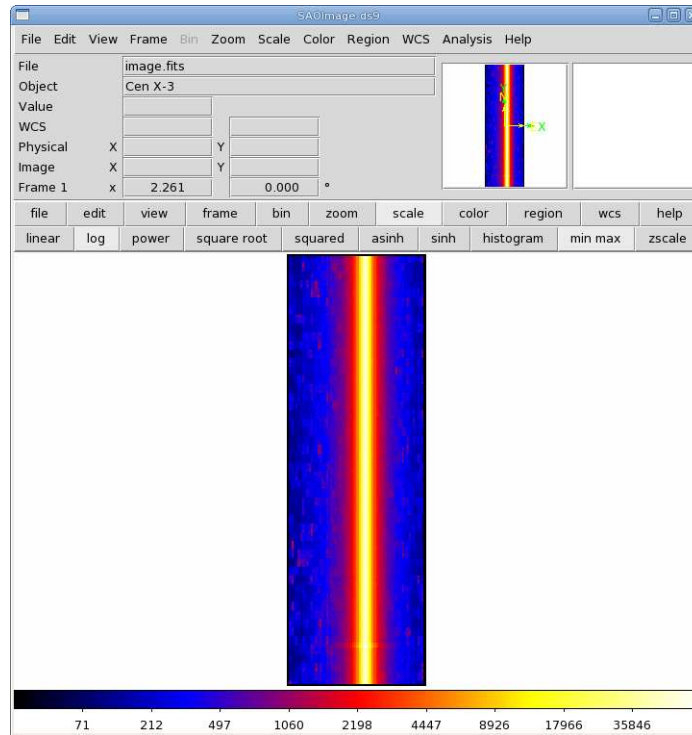 SAOImage ds9
File Edit View Frame Bin Zoom Scale Color Region WCS Analysis Help
File image.fits
Object Cen X-3
Value
WCS
Physical X Y
Image X Y
Frame 1 x 2.261 0.000 °
N X
file edit view frame bin zoom scale color region wcs help
linear log power square root squared asinh sinh histogram min max zscale
71 212 497 1060 2198 4447 8926 17966 35846